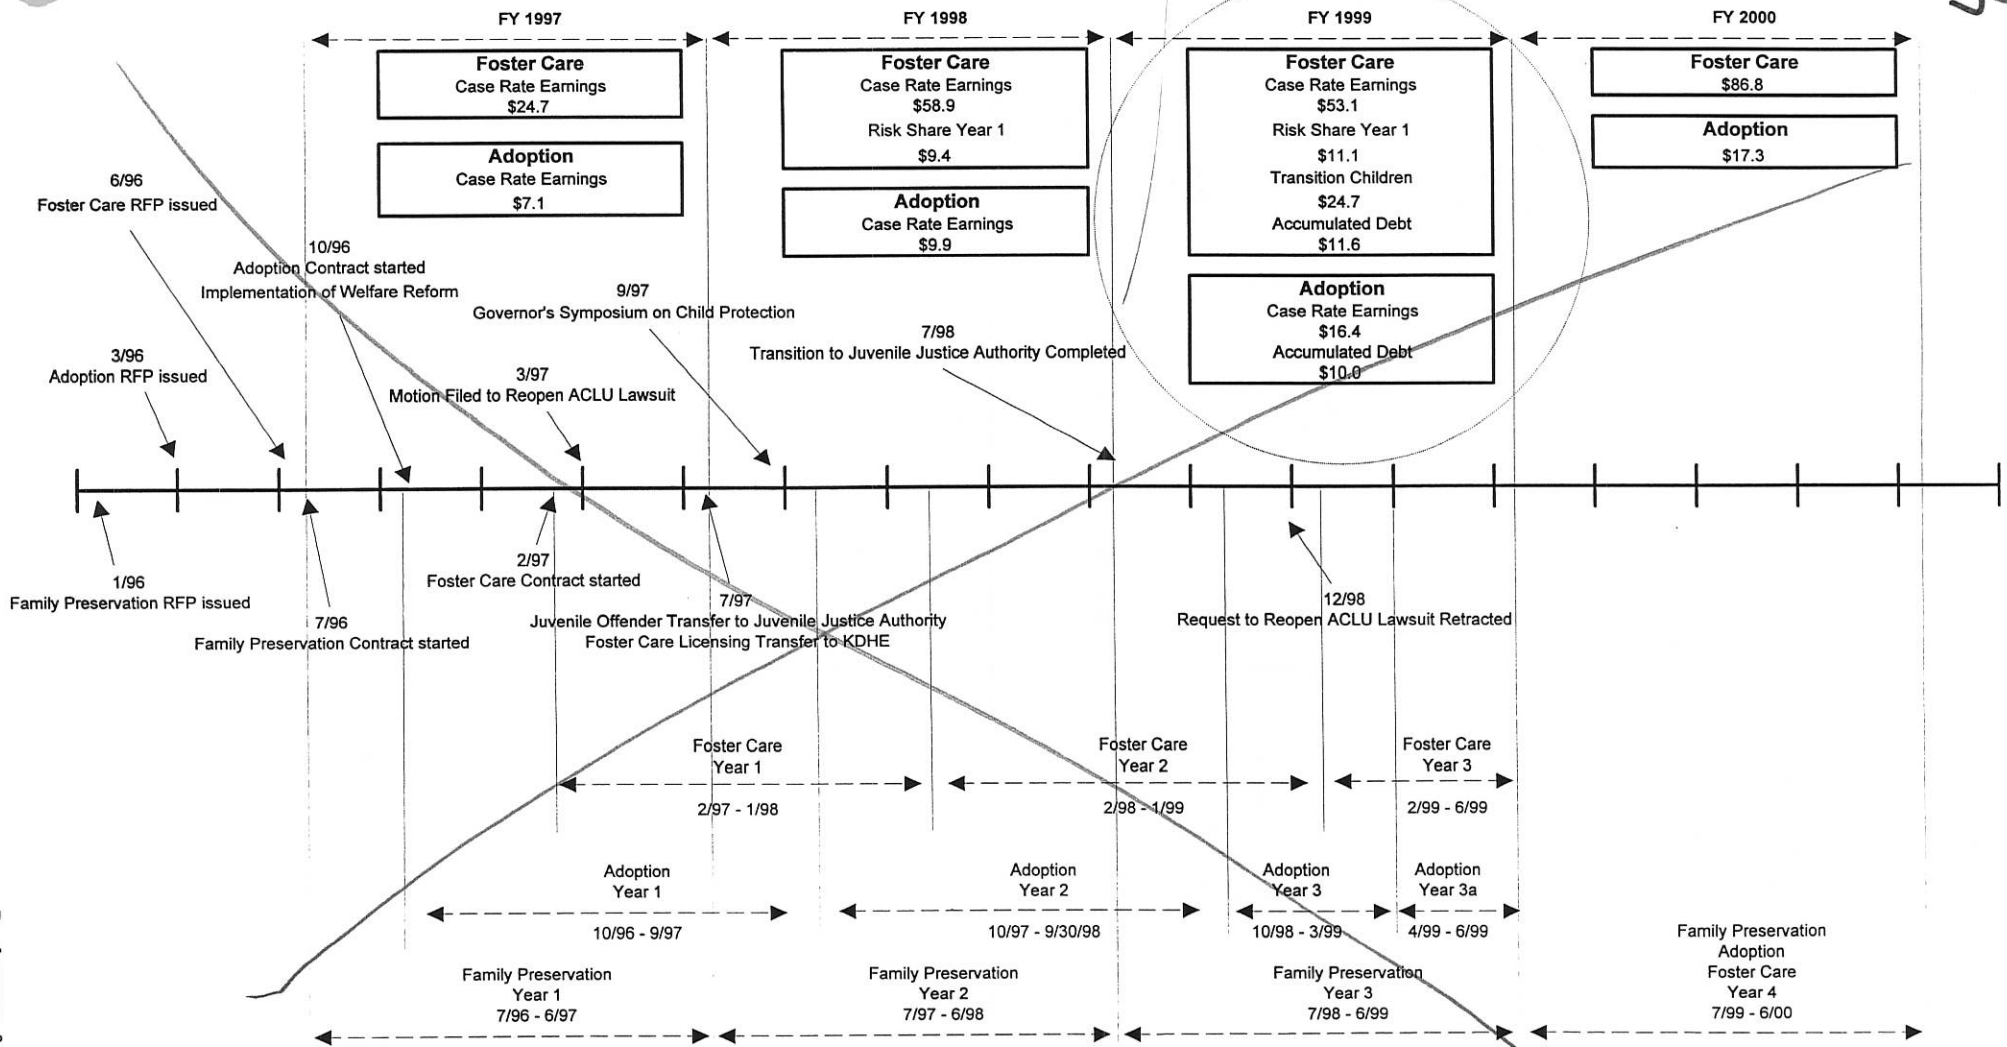 FY 1997
FY 1998
FY 1999
FY 2000
Foster Care
Case Rate Earnings
$24.7
Adoption
Case Rate Earnings
$7.1
Foster Care
Case Rate Earnings
$58.9
Risk Share Year 1
$9.4
Adoption
Case Rate Earnings
$9.9
Foster Care
Case Rate Earnings
$53.1
Risk Share Year 1
$11.1
Transition Children
$24.7
Accumulated Debt
$11.6
Adoption
Case Rate Earnings
$16.4
Accumulated Debt
$10.0
Foster Care
$86.8
Adoption
$17.3
6/96
Foster Care RFP issued
10/96
Adoption Contract started
Implementation of Welfare Reform
9/97
Governor's Symposium on Child Protection
7/98
Transition to Juvenile Justice Authority Completed
3/96
Adoption RFP issued
3/97
Motion Filed to Reopen ACLU Lawsuit
1/96
Family Preservation RFP issued
7/96
Family Preservation Contract started
2/97
Foster Care Contract started
7/97
Juvenile Offender Transfer to Juvenile Justice Authority
Foster Care Licensing Transfer to KDHE
12/98
Request to Reopen ACLU Lawsuit Retracted
Foster Care
Year 1
2/97 - 1/98
Foster Care
Year 2
2/98 - 1/99
Foster Care
Year 3
2/99 - 6/99
Adoption
Year 1
10/96 - 9/97
Adoption
Year 2
10/97 - 9/30/98
Adoption
Year 3
10/98 - 3/99
Adoption
Year 3a
4/99 - 6/99
Family Preservation
Year 1
7/96 - 6/97
Family Preservation
Year 2
7/97 - 6/98
Family Preservation
Year 3
7/98 - 6/99
Family Preservation
Adoption
Foster Care
Year 4
7/99 - 6/00